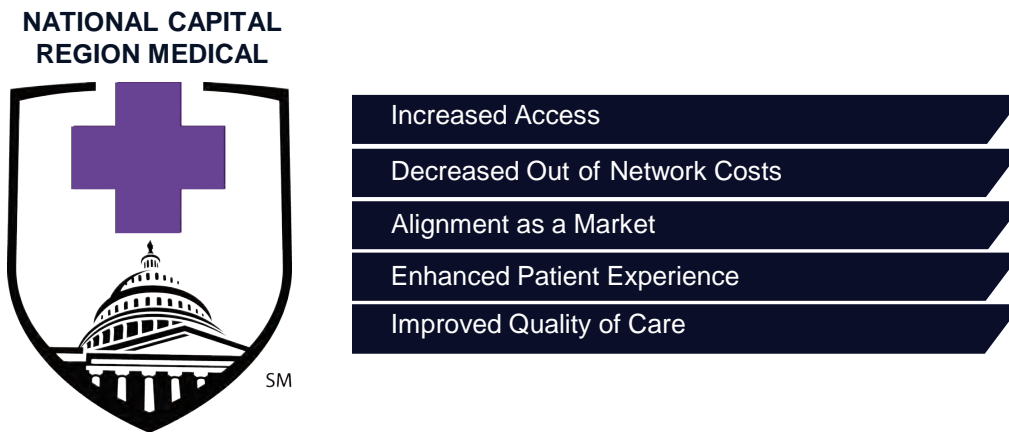 NATIONAL CAPITAL
REGION MEDICAL
SM
Increased Access
Decreased Out of Network Costs
Alignment as a Market
Enhanced Patient Experience
Improved Quality of Care